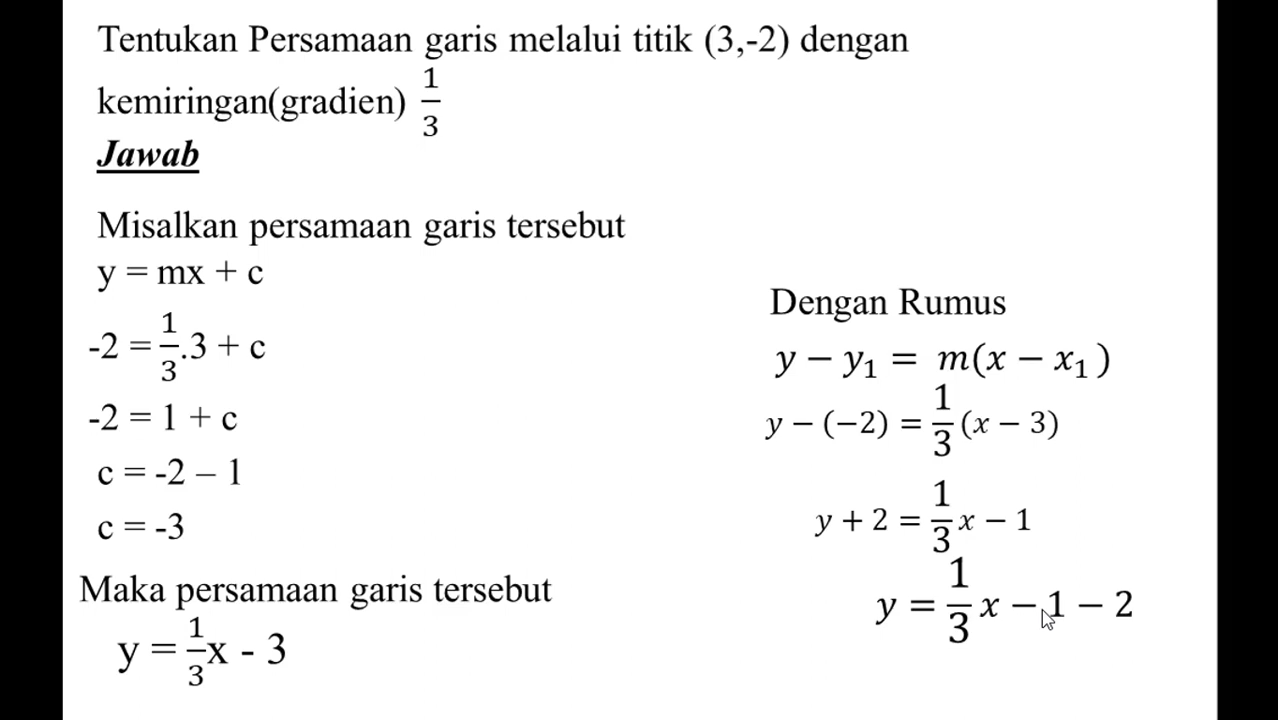 Tentukan Persamaan garis melalui titik (3,-2) dengan
kemiringan(gradien) 1/3
Jawab
Misalkan persamaan garis tersebut
y = mx + c
-2 = 1/3.3 + c
-2 = 1 + c
c = -2 – 1
c = -3
Maka persamaan garis tersebut
y = 1/3x - 3
Dengan Rumus
y − y₁ = m(x − x₁)
y − (−2) = 1/3(x − 3)
y + 2 = 1/3x − 1
y = 1/3x − 1 − 2